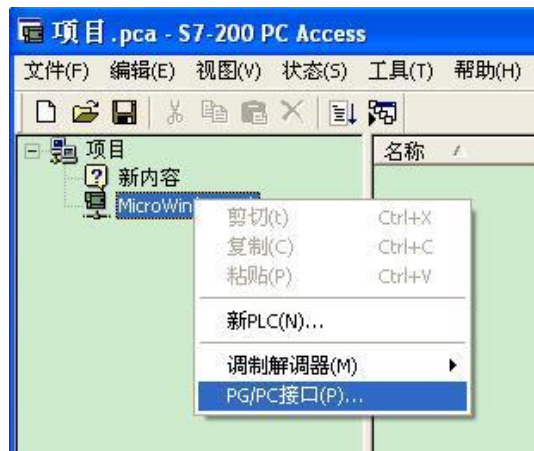 项目.pca - S7-200 PC Access
文件(F) 编辑(E) 视图(V) 状态(S) 工具(T) 帮助(H)
项目
名称
新内容
MicroWin
剪切(t) Ctrl+X
复制(C) Ctrl+C
粘贴(P) Ctrl+V
新PLC(N)...
调制解调器(M)
PG/PC接口(P)...